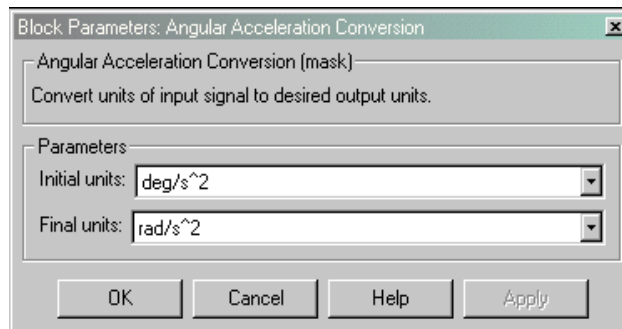 Block Parameters: Angular Acceleration Conversion
Angular Acceleration Conversion (mask)
Convert units of input signal to desired output units.
Parameters
Initial units: deg/s^2
Final units: rad/s^2
OK Cancel Help Apply